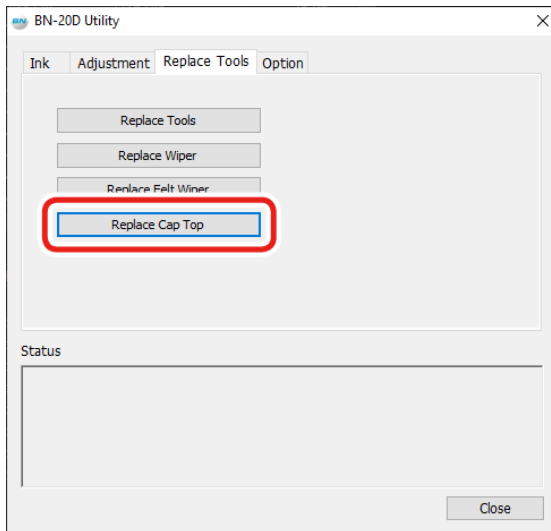 BN BN-20D Utility
Ink Adjustment Replace Tools Option
Replace Tools
Replace Wiper
Replace Felt Wiper
Replace Cap Top
Status
Close